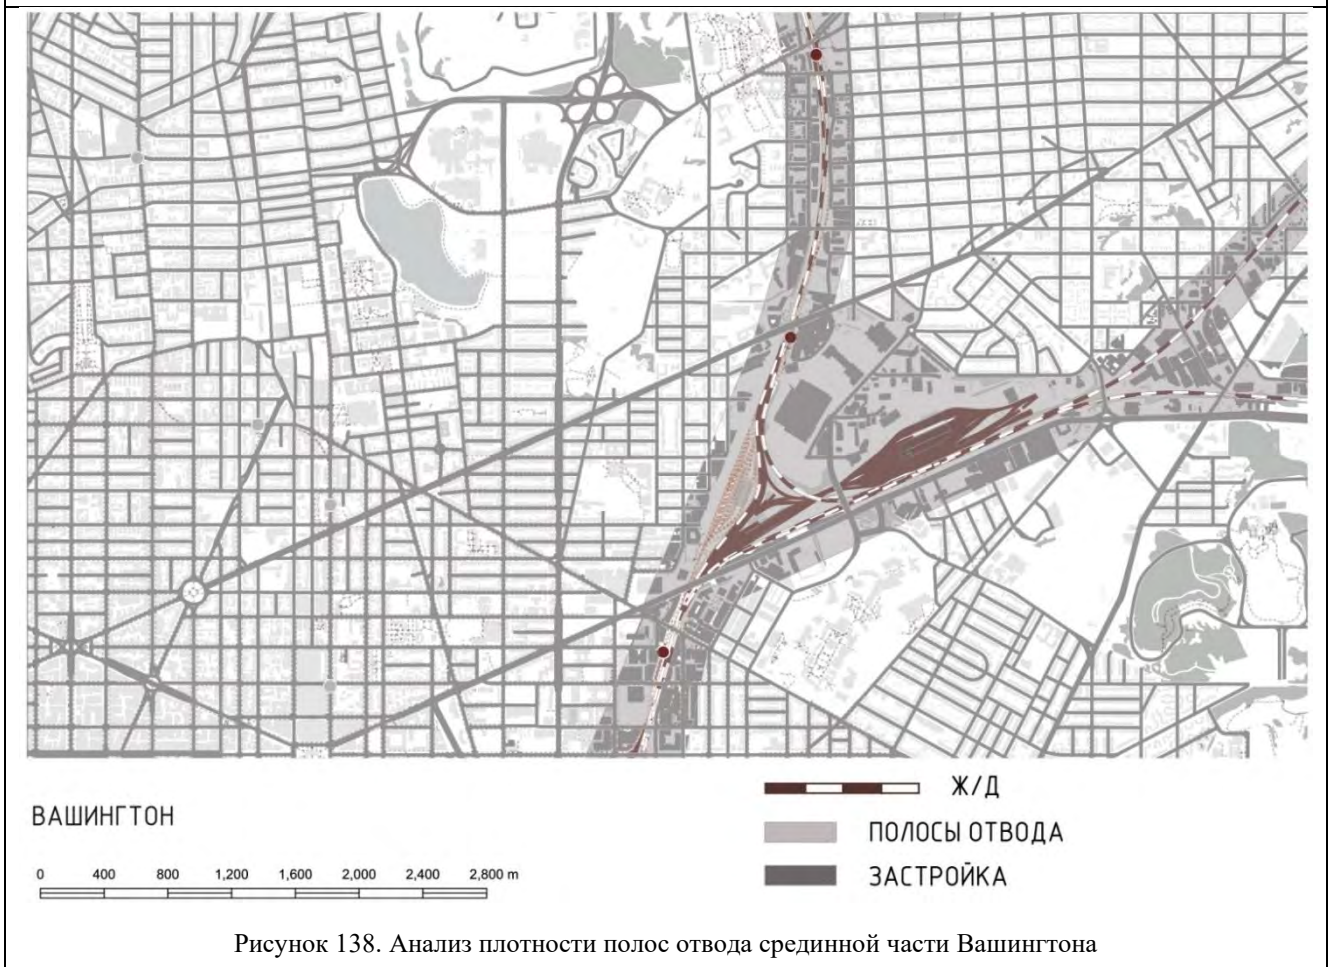 ВАШИНГТОН
0 400 800 1,200 1,600 2,000 2,400 2,800 m
Ж/Д
ПОЛОСЫ ОТВОДА
ЗАСТРОЙКА
Рисунок 138. Анализ плотности полос отвода срединной части Вашингтона